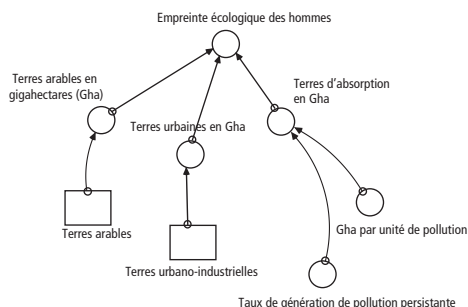 Empreinte écologique des hommes
Terres arables en
gigahectares (Gha)
Terres d'absorption
en Gha
Terres urbaines en Gha
Terres arables
Gha par unité de pollution
Terres urbano-industrielles
Taux de génération de pollution persistante